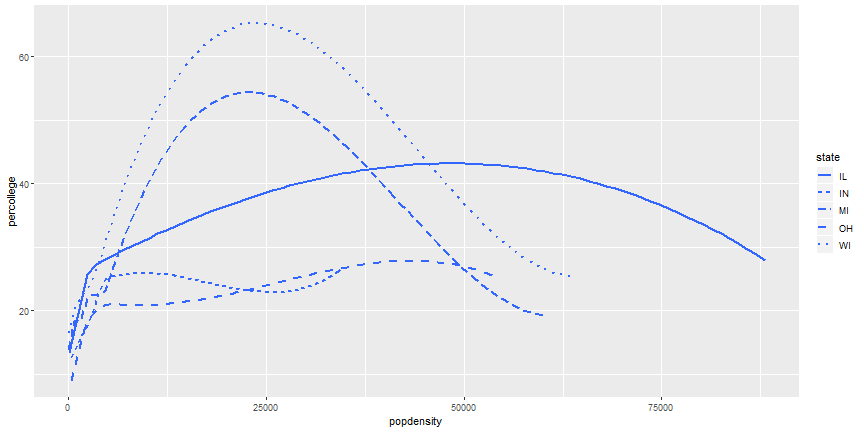 60
40
20
percollege
0
25000
50000
75000
popdensity
state
IL
IN
MI
OH
WI